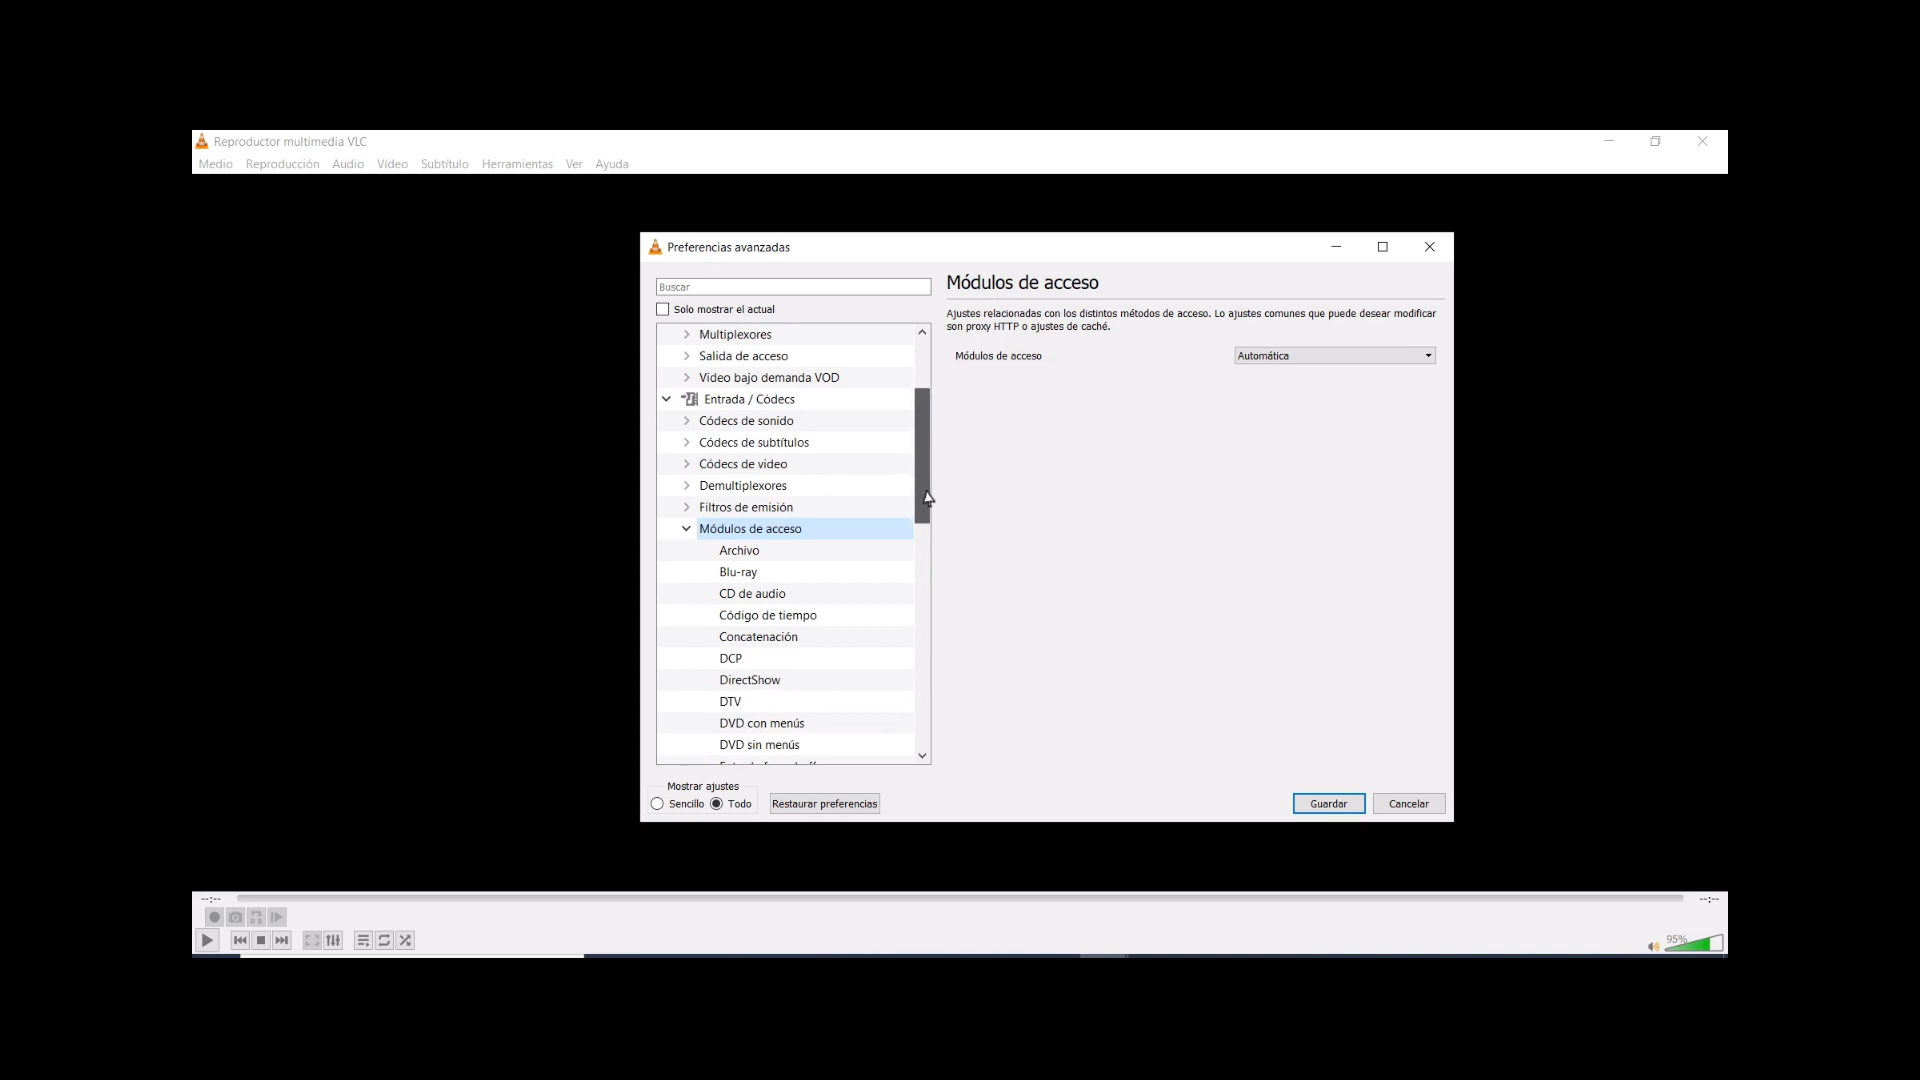 Reproductor multimedia VLC
Medio Reproducción Audio Vídeo Subtítulo Herramientas Ver Ayuda
Preferencias avanzadas
Buscar
Solo mostrar el actual
Multiplexores
Salida de acceso
Video bajo demanda VOD
Entrada / Códecs
Códecs de sonido
Códecs de subtítulos
Códecs de video
Demultiplexores
Filtros de emisión
Módulos de acceso
Archivo
Blu-ray
CD de audio
Código de tiempo
Concatenación
DCP
DirectShow
DTV
DVD con menús
DVD sin menús
Módulos de acceso
Ajustes relacionadas con los distintos métodos de acceso. Lo ajustes comunes que puede desear modificar
son proxy HTTP o ajustes de caché.
Módulos de acceso Automática
Mostrar ajustes
Sencillo Todo Restaurar preferencias Guardar Cancelar
--:-- --:--
95%